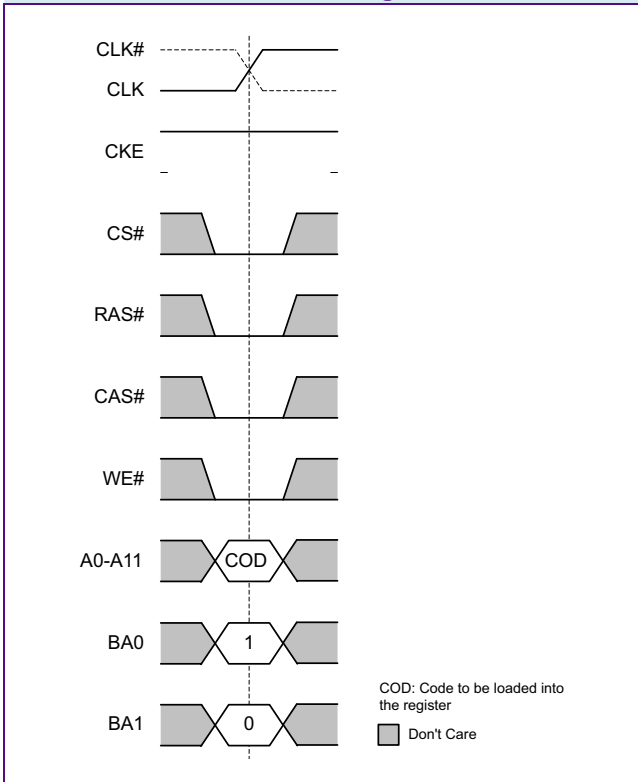 CLK#
CLK
CKE
CS#
RAS#
CAS#
WE#
A0-A11
COD
BA0
1
BA1
0
COD: Code to be loaded into
the register
Don't Care